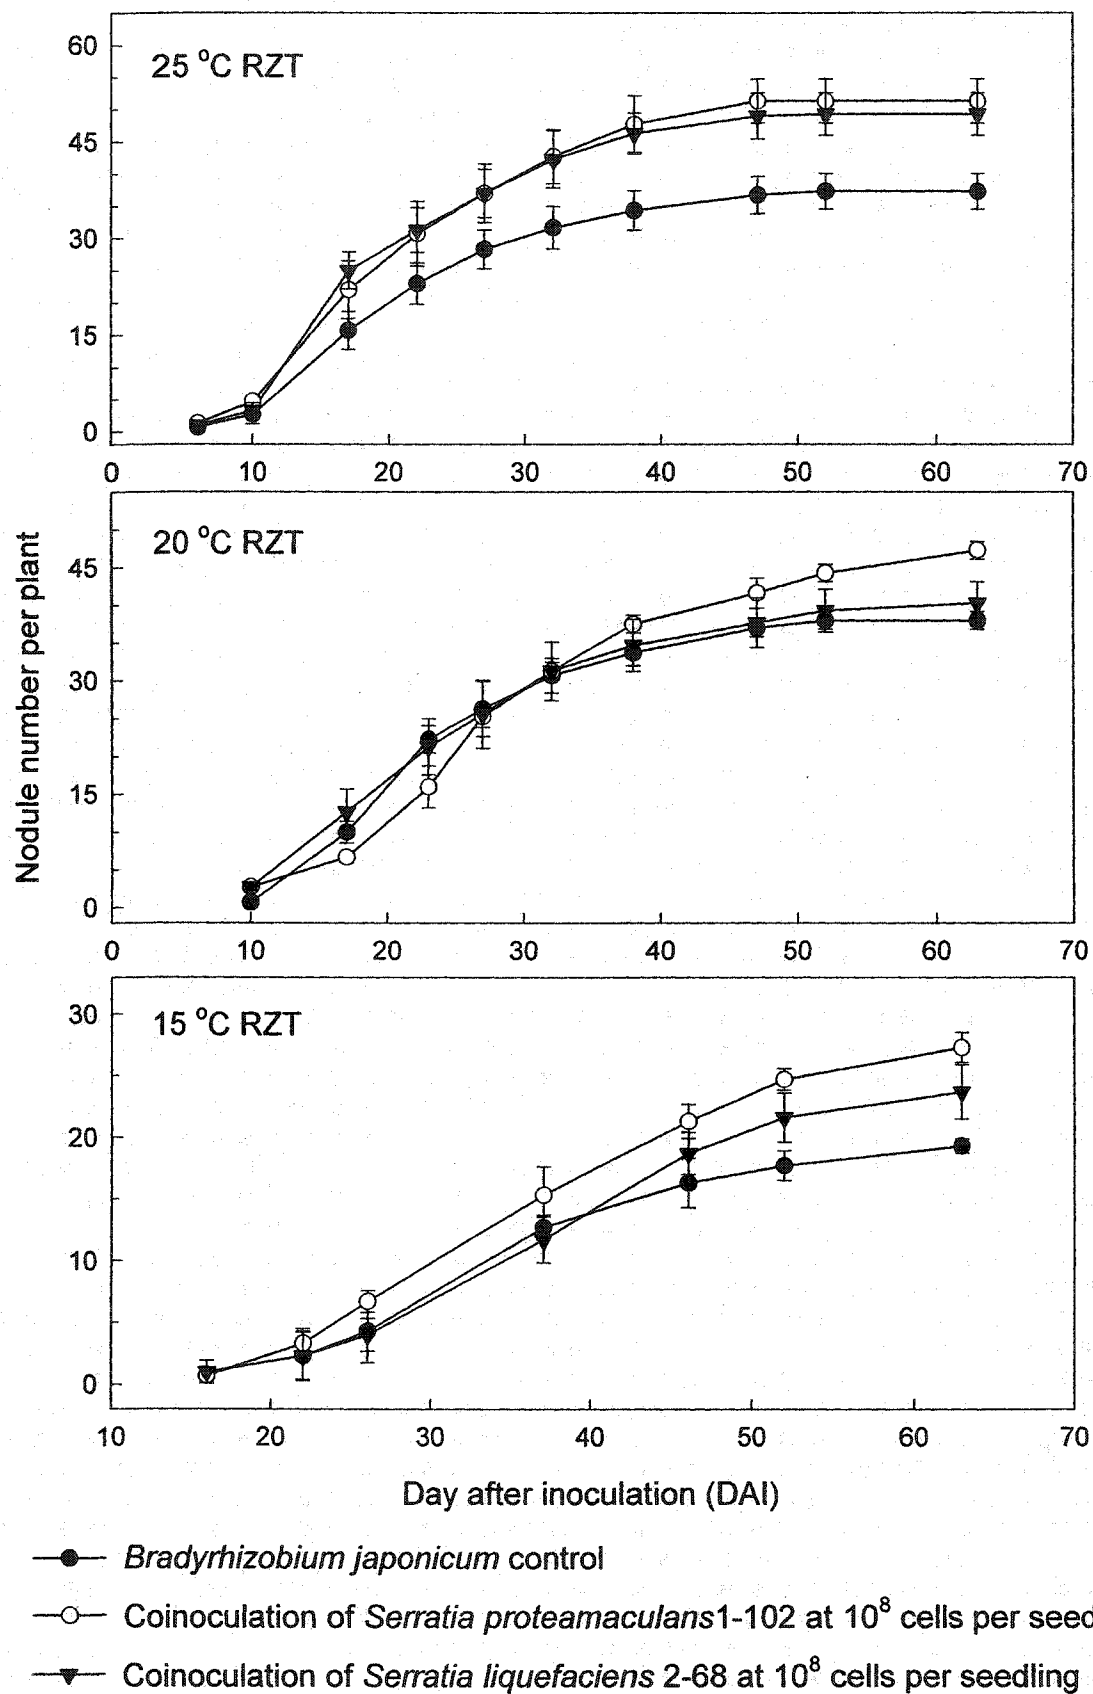 60
25 °C RZT
45
30
15
0
0 10 20 30 40 50 60 70
Nodule number per plant
20 °C RZT
45
30
15
0
0 10 20 30 40 50 60 70
30
15 °C RZT
20
10
0
10 20 30 40 50 60 70
Day after inoculation (DAI)
Bradyrhizobium japonicum control
Coinoculation of Serratia proteamaculans1-102 at 10⁸ cells per seed
Coinoculation of Serratia liquefaciens 2-68 at 10⁸ cells per seedling